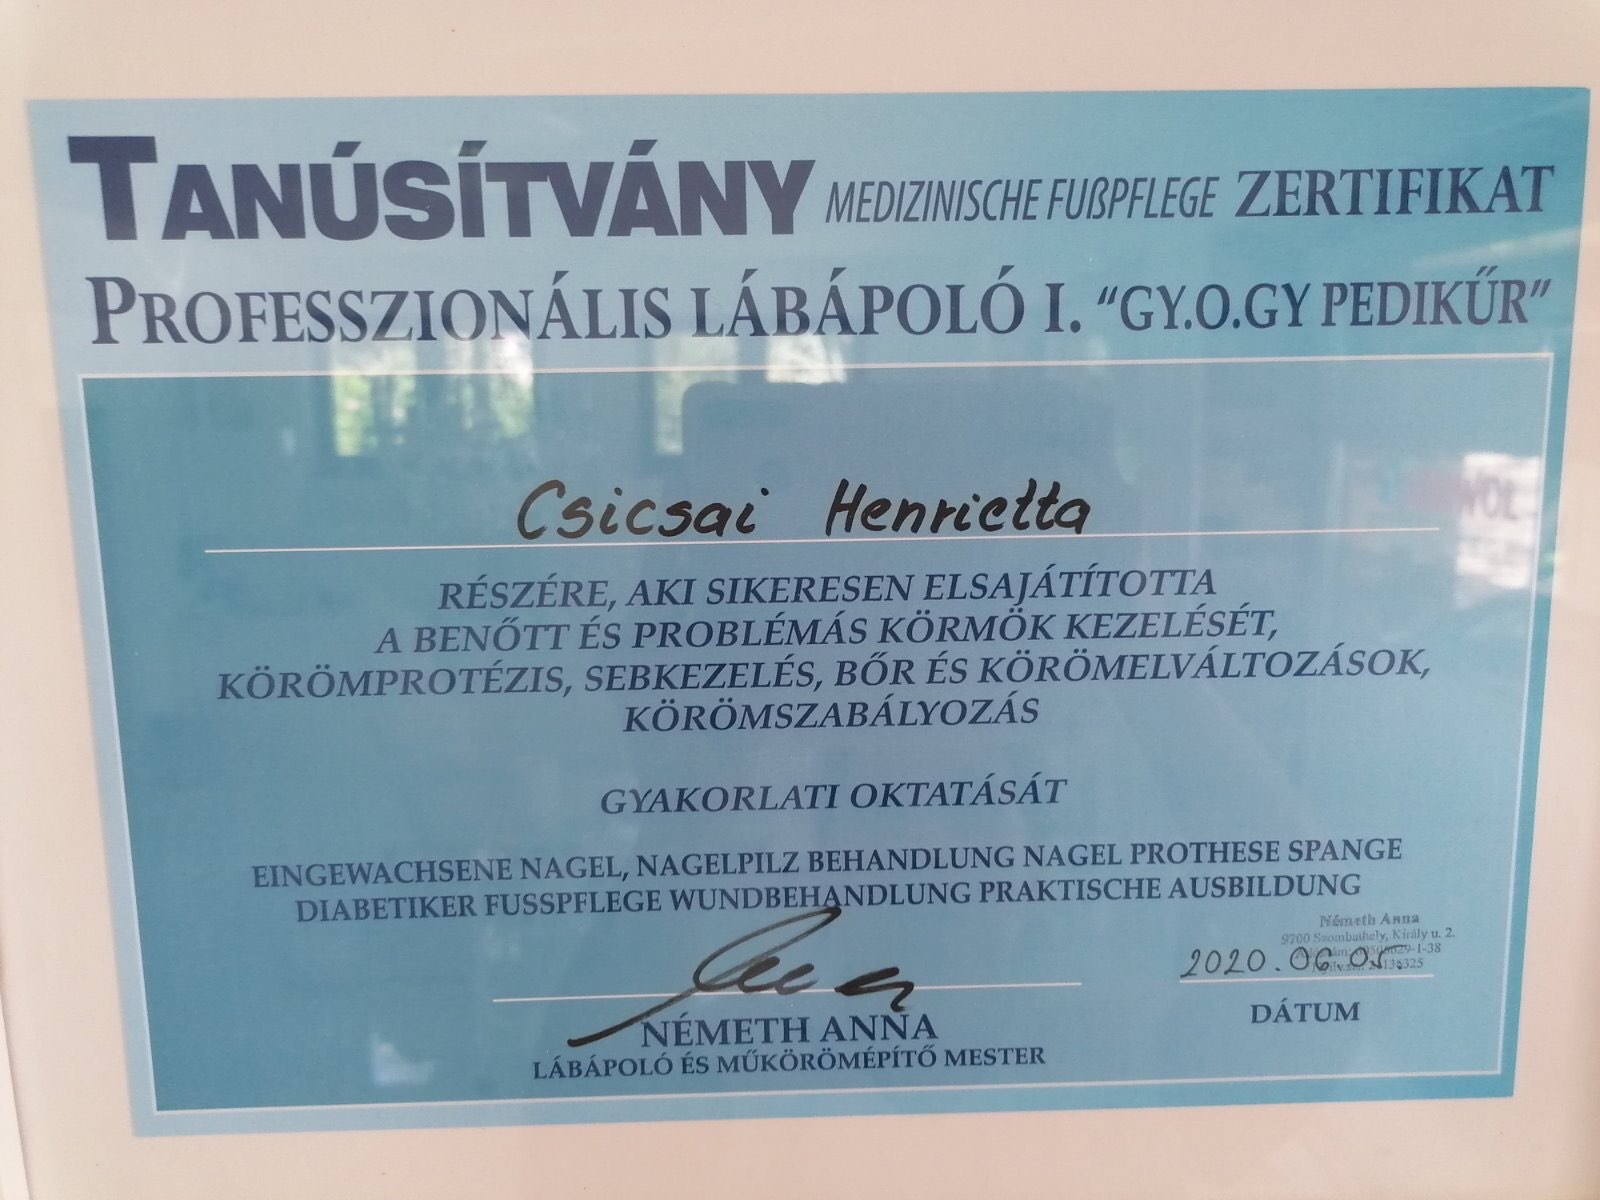 TANÚSÍTVÁNY MEDIZINISCHE FUßPFLEGE ZERTIFIKAT
PROFESSZIONÁLIS LÁBÁPOLÓ I. “GY.O.GY PEDIKŰR”
Csicsai Henrietta
RÉSZÉRE, AKI SIKERESEN ELSAJÁTÍTOTTA
A BENŐTT ÉS PROBLÉMÁS KÖRMÖK KEZELÉSÉT,
KÖRÖMPROTÉZIS, SEBKEZELÉS, BŐR ÉS KÖRÖMELVÁLTOZÁSOK,
KÖRÖMSZABÁLYOZÁS
GYAKORLATI OKTATÁSÁT
EINGEWACHSENE NAGEL, NAGELPILZ BEHANDLUNG NAGEL PROTHESE SPANGE
DIABETIKER FUSSPFLEGE WUNDBEHANDLUNG PRAKTISCHE AUSBILDUNG
Németh Anna
9700 Szombathely, Király u. 2.
2020.06.05.
DÁTUM
NÉMETH ANNA
LÁBÁPOLÓ ÉS MŰKÖRÖMÉPÍTŐ MESTER